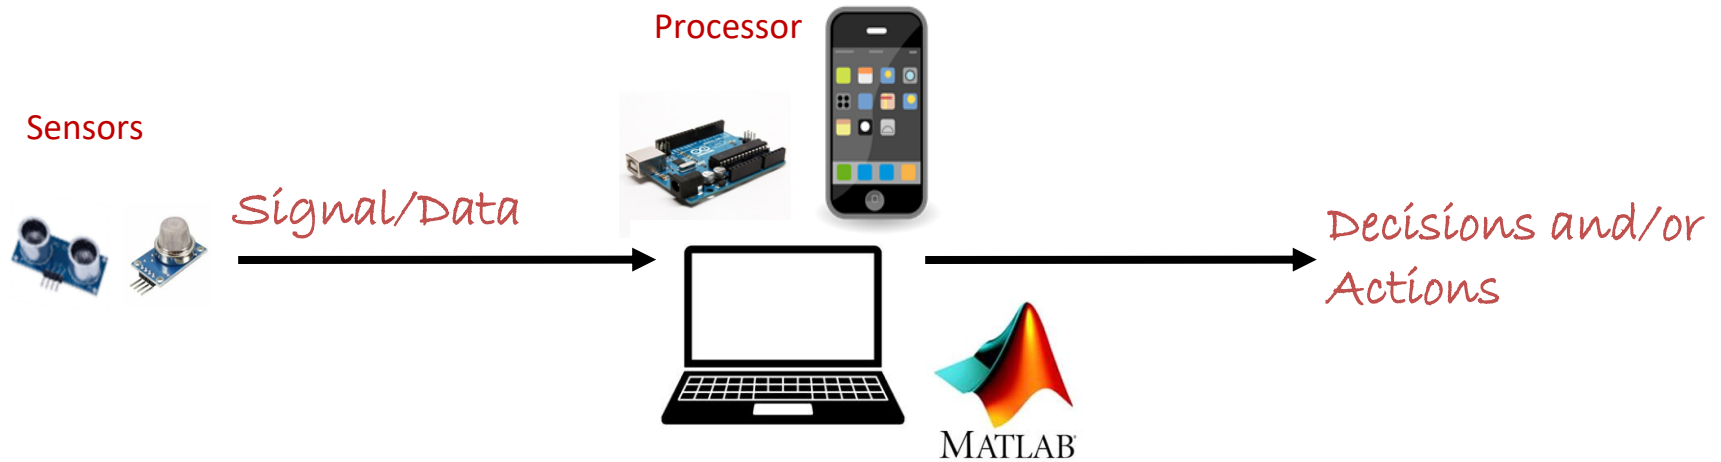 Processor
Sensors
Signal/Data
Decisions and/or
Actions
MATLAB